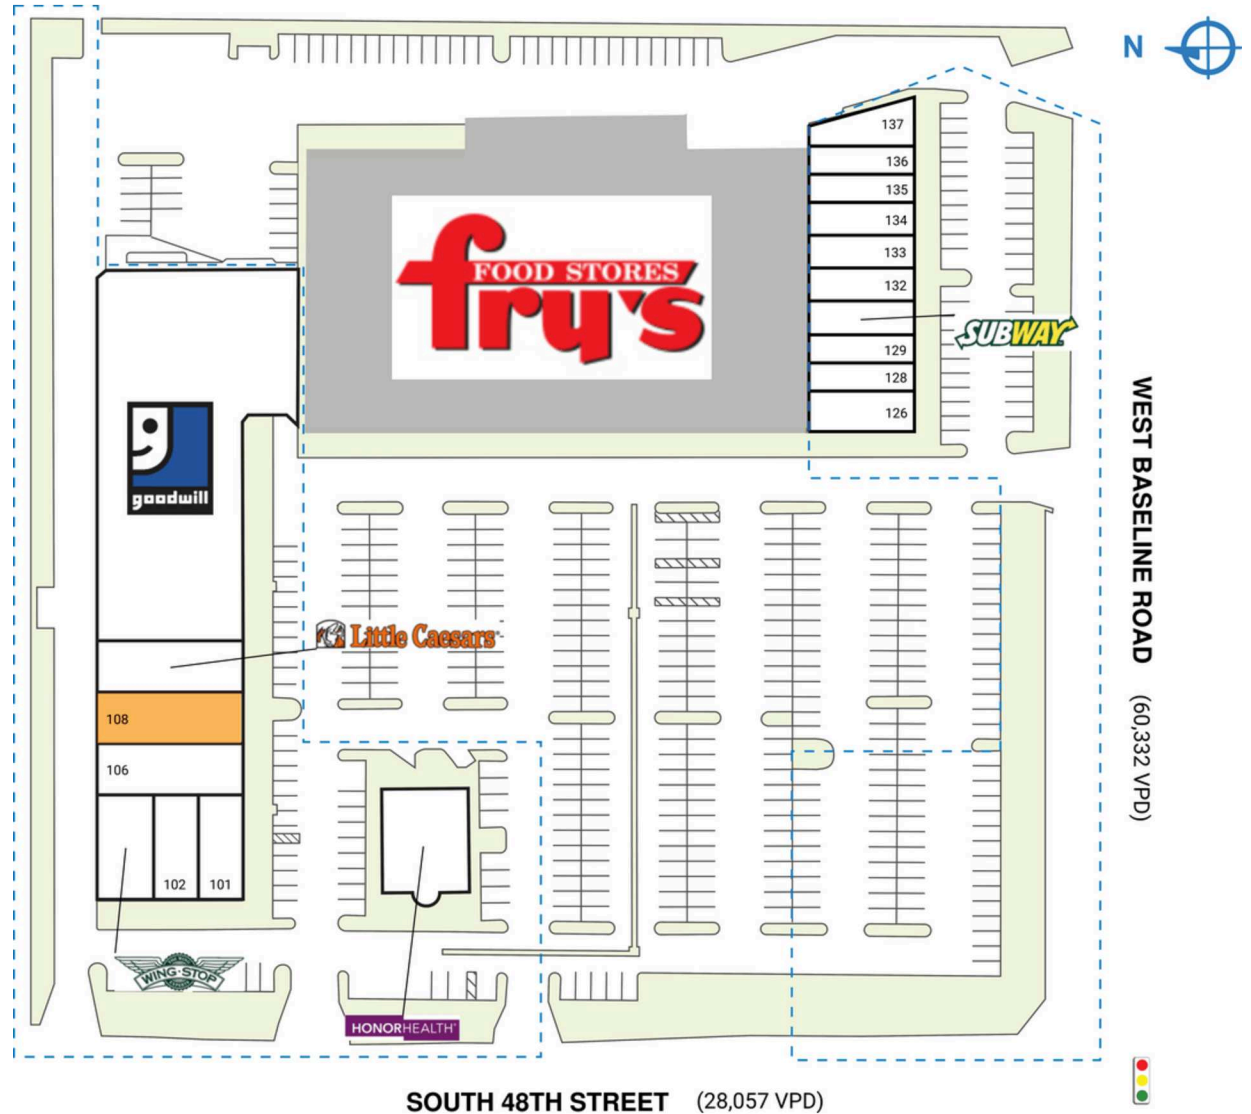 N
137
136
135
134
133
132
SUBWAY
129
128
126
FOOD STORES
fry's
goodwill
Little Caesars
108
106
102
101
WING·STOP
HONORHEALTH
WEST BASELINE ROAD (60,332 VPD)
SOUTH 48TH STREET (28,057 VPD)